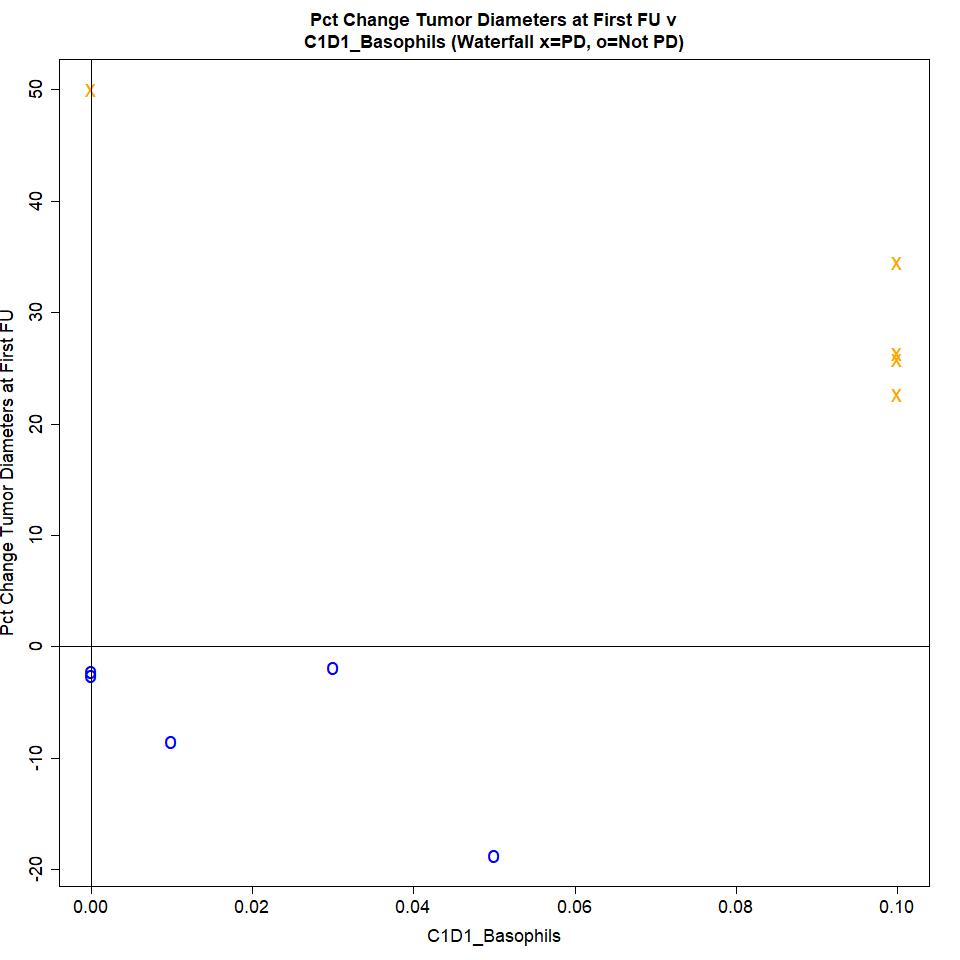 Pct Change Tumor Diameters at First FU v
C1D1_Basophils (Waterfall x=PD, o=Not PD)
Pct Change Tumor Diameters at First FU
50
40
30
20
10
0
-10
-20
X
X
X
X
X
O
O
O
O
O
0.00
0.02
0.04
0.06
0.08
0.10
C1D1_Basophils